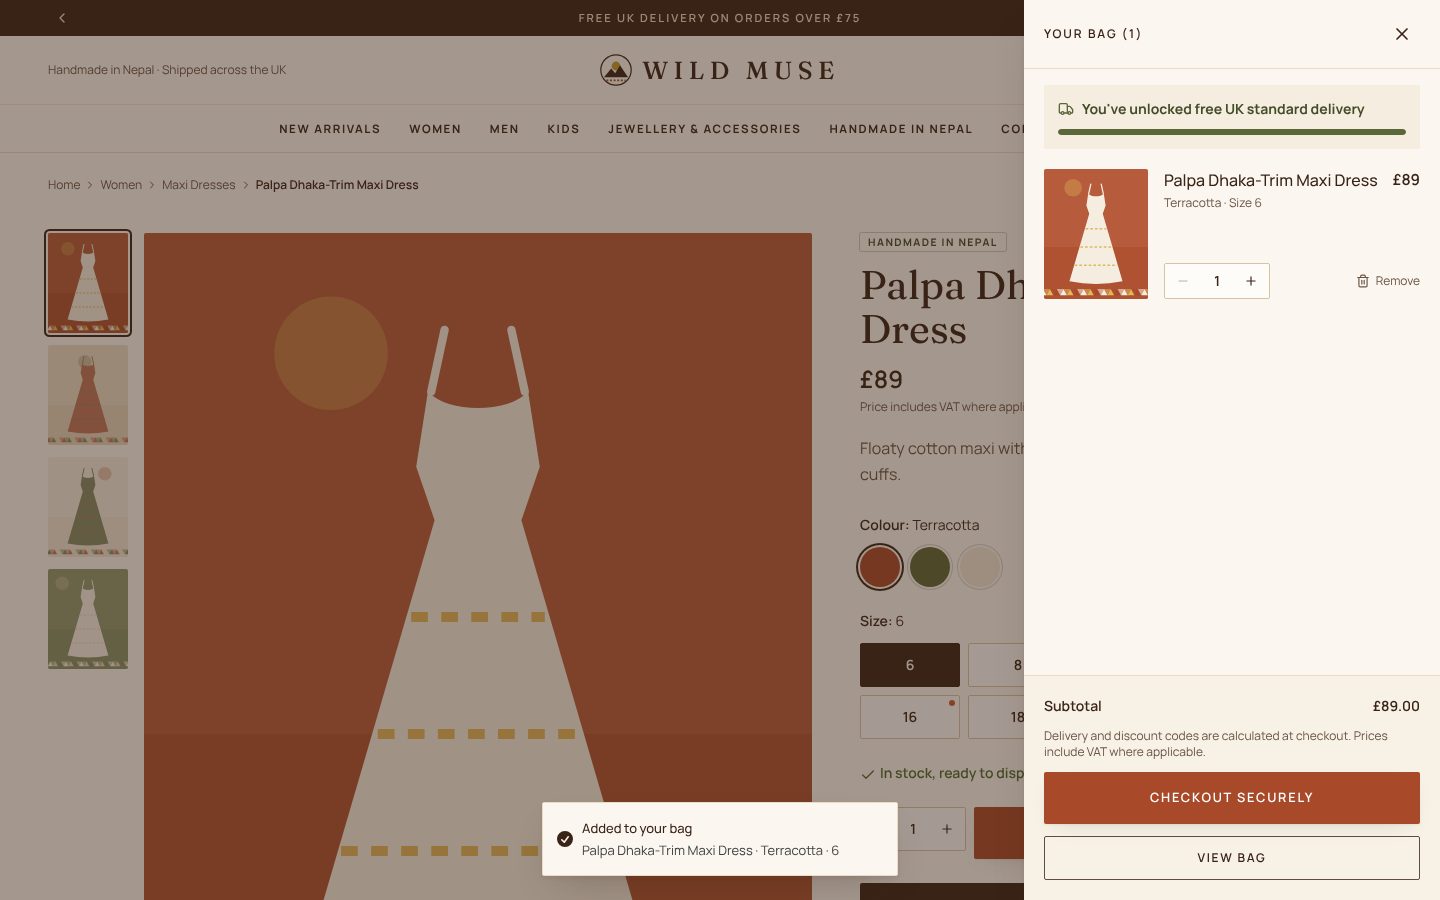 FREE UK DELIVERY ON ORDERS OVER £75
Handmade in Nepal · Shipped across the UK
WILD MUSE
NEW ARRIVALS
WOMEN
MEN
KIDS
JEWELLERY & ACCESSORIES
HANDMADE IN NEPAL
Home
Women
Maxi Dresses
Palpa Dhaka-Trim Maxi Dress
HANDMADE IN NEPAL
Palpa Dh
Dress
£89
Price includes VAT where appli
Floaty cotton maxi with
cuffs.
Colour: Terracotta
Size: 6
6
8
16
18
In stock, ready to disp
1
Added to your bag
Palpa Dhaka-Trim Maxi Dress · Terracotta · 6
YOUR BAG (1)
You've unlocked free UK standard delivery
Palpa Dhaka-Trim Maxi Dress £89
Terracotta · Size 6
1
Remove
Subtotal £89.00
Delivery and discount codes are calculated at checkout. Prices
include VAT where applicable.
CHECKOUT SECURELY
VIEW BAG